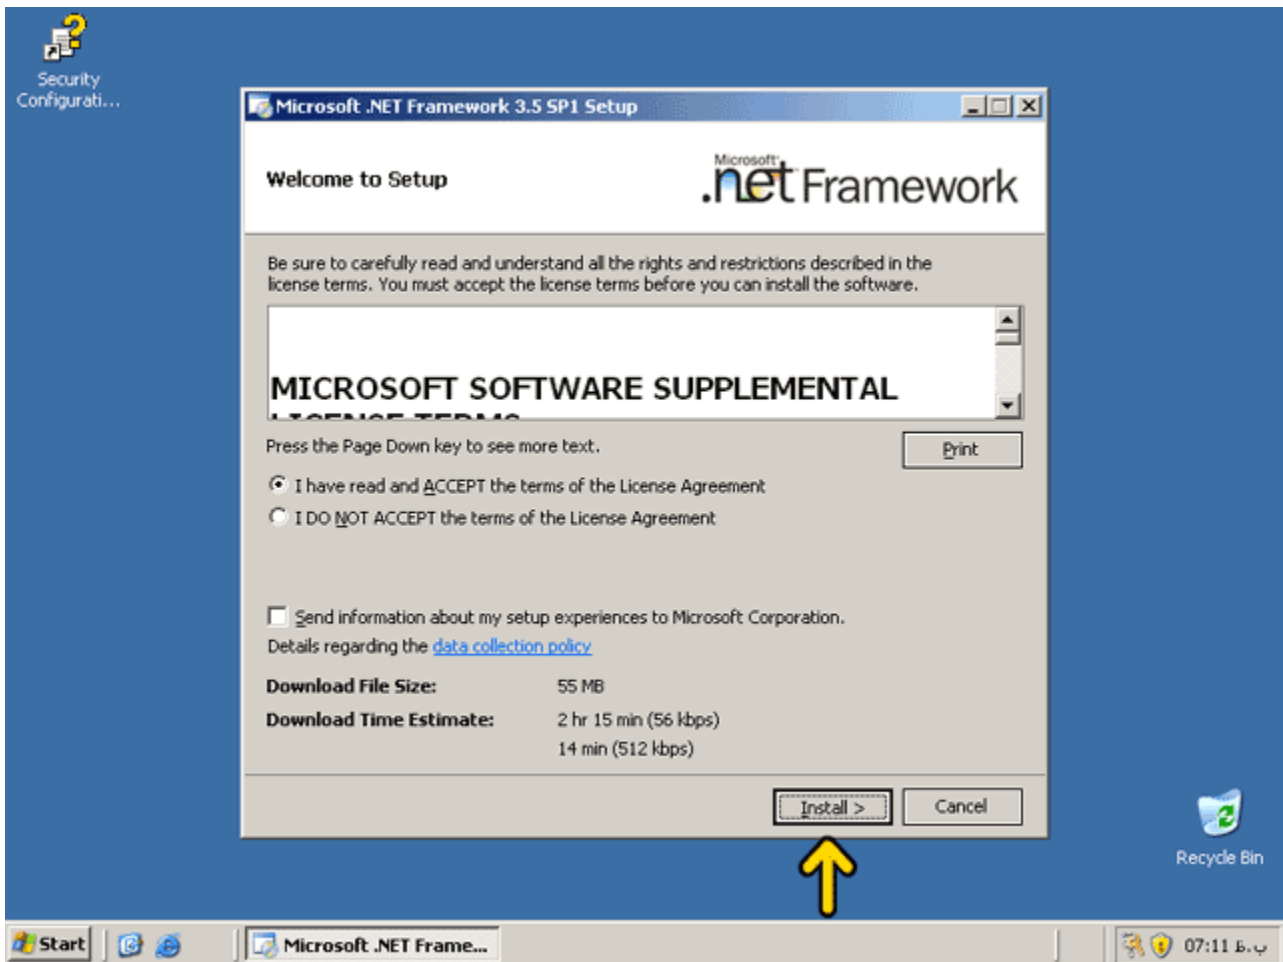 Security
Configurati...
Microsoft .NET Framework 3.5 SP1 Setup
Welcome to Setup
Microsoft
.net Framework
Be sure to carefully read and understand all the rights and restrictions described in the
license terms. You must accept the license terms before you can install the software.
MICROSOFT SOFTWARE SUPPLEMENTAL
LICENSE TERMS
Press the Page Down key to see more text.
Print
I have read and ACCEPT the terms of the License Agreement
I DO NOT ACCEPT the terms of the License Agreement
Send information about my setup experiences to Microsoft Corporation.
Details regarding the data collection policy
Download File Size: 55 MB
Download Time Estimate: 2 hr 15 min (56 kbps)
14 min (512 kbps)
Install >
Cancel
Recycle Bin
Start
Microsoft .NET Frame...
07:11 ب.ظ